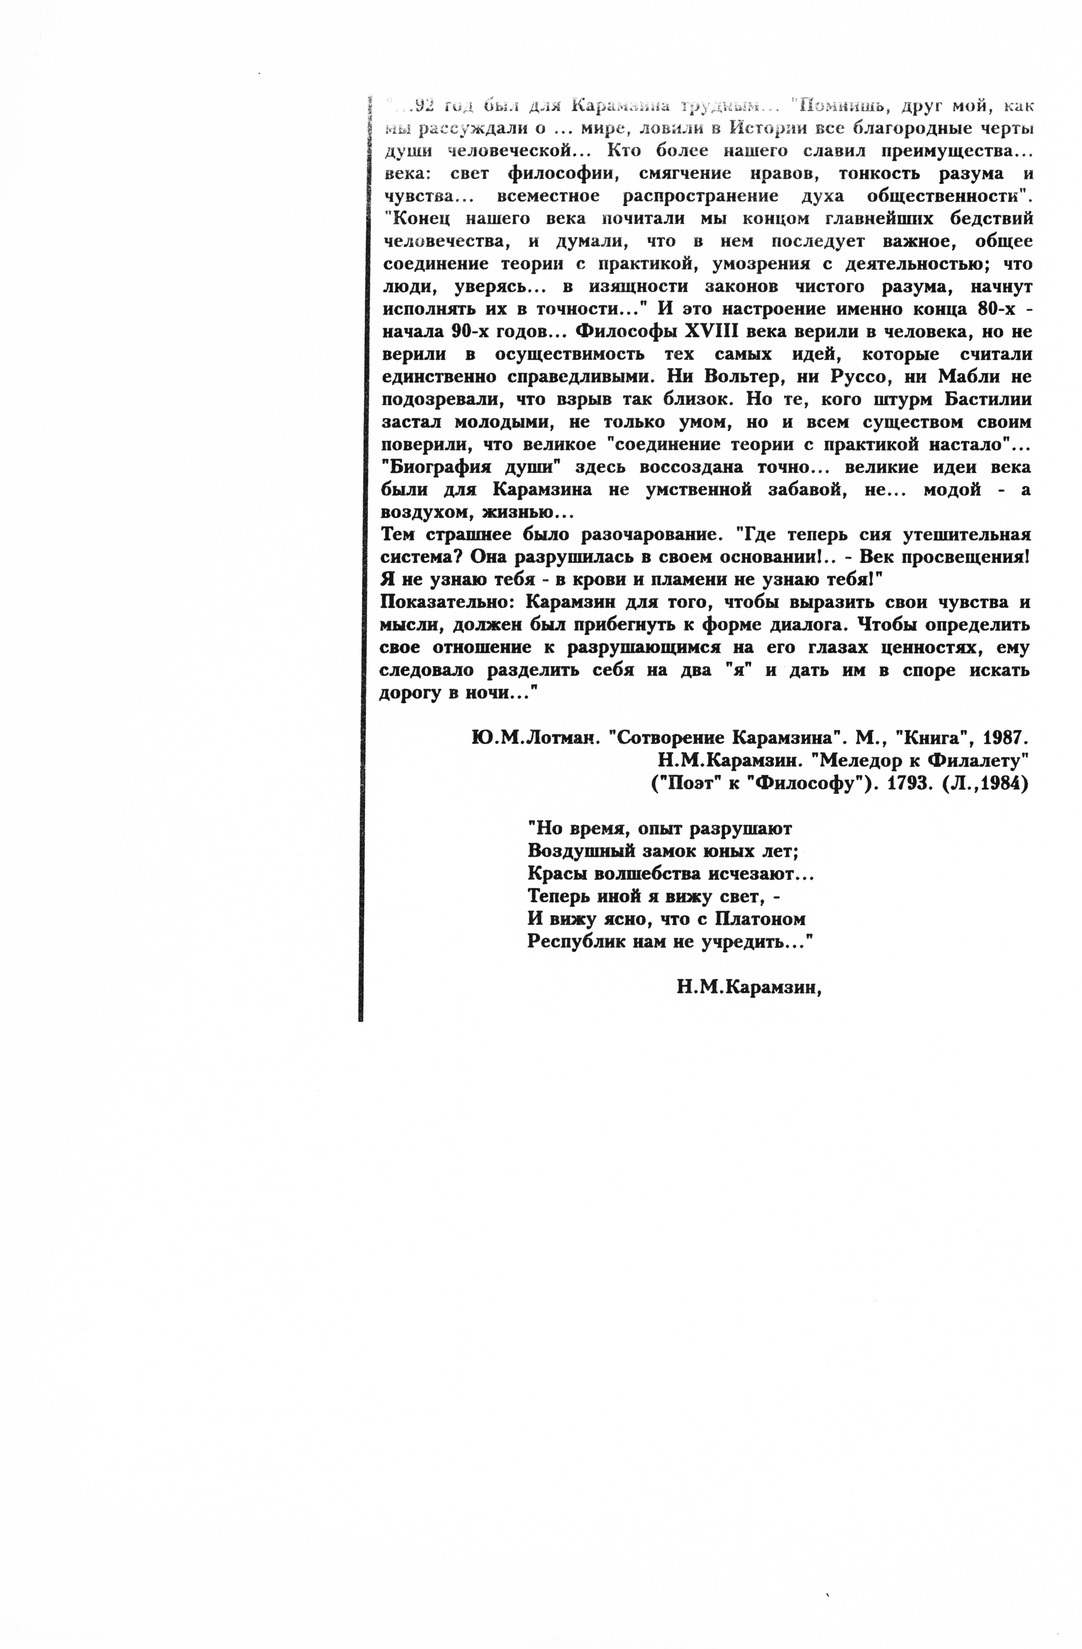 "...92 год был для Карамзина трудным... "Помнишь, друг мой, как
мы рассуждали о ... мире, ловили в Истории все благородные черты
души человеческой... Кто более нашего славил преимущества...
века: свет философии, смягчение нравов, тонкость разума и
чувства... всеместное распространение духа общественности".
"Конец нашего века почитали мы концом главнейших бедствий
человечества, и думали, что в нем последует важное, общее
соединение теории с практикой, умозрения с деятельностью; что
люди, уверясь... в изящности законов чистого разума, начнут
исполнять их в точности..." И это настроение именно конца 80-х -
начала 90-х годов... Философы XVIII века верили в человека, но не
верили в осуществимость тех самых идей, которые считали
единственно справедливыми. Ни Вольтер, ни Руссо, ни Мабли не
подозревали, что взрыв так близок. Но те, кого штурм Бастилии
застал молодыми, не только умом, но и всем существом своим
поверили, что великое "соединение теории с практикой настало"...
"Биография души" здесь воссоздана точно... великие идеи века
были для Карамзина не умственной забавой, не... модой - а
воздухом, жизнью...
Тем страшнее было разочарование. "Где теперь сия утешительная
система? Она разрушилась в своем основании!.. - Век просвещения!
Я не узнаю тебя - в крови и пламени не узнаю тебя!"
Показательно: Карамзин для того, чтобы выразить свои чувства и
мысли, должен был прибегнуть к форме диалога. Чтобы определить
свое отношение к разрушающимся на его глазах ценностях, ему
следовало разделить себя на два "я" и дать им в споре искать
дорогу в ночи..."
Ю.М.Лотман. "Сотворение Карамзина". М., "Книга", 1987.
Н.М.Карамзин. "Меледор к Филалету"
("Поэт" к "Философу"). 1793. (Л.,1984)
"Но время, опыт разрушают
Воздушный замок юных лет;
Красы волшебства исчезают...
Теперь иной я вижу свет, -
И вижу ясно, что с Платоном
Республик нам не учредить..."
Н.М.Карамзин,